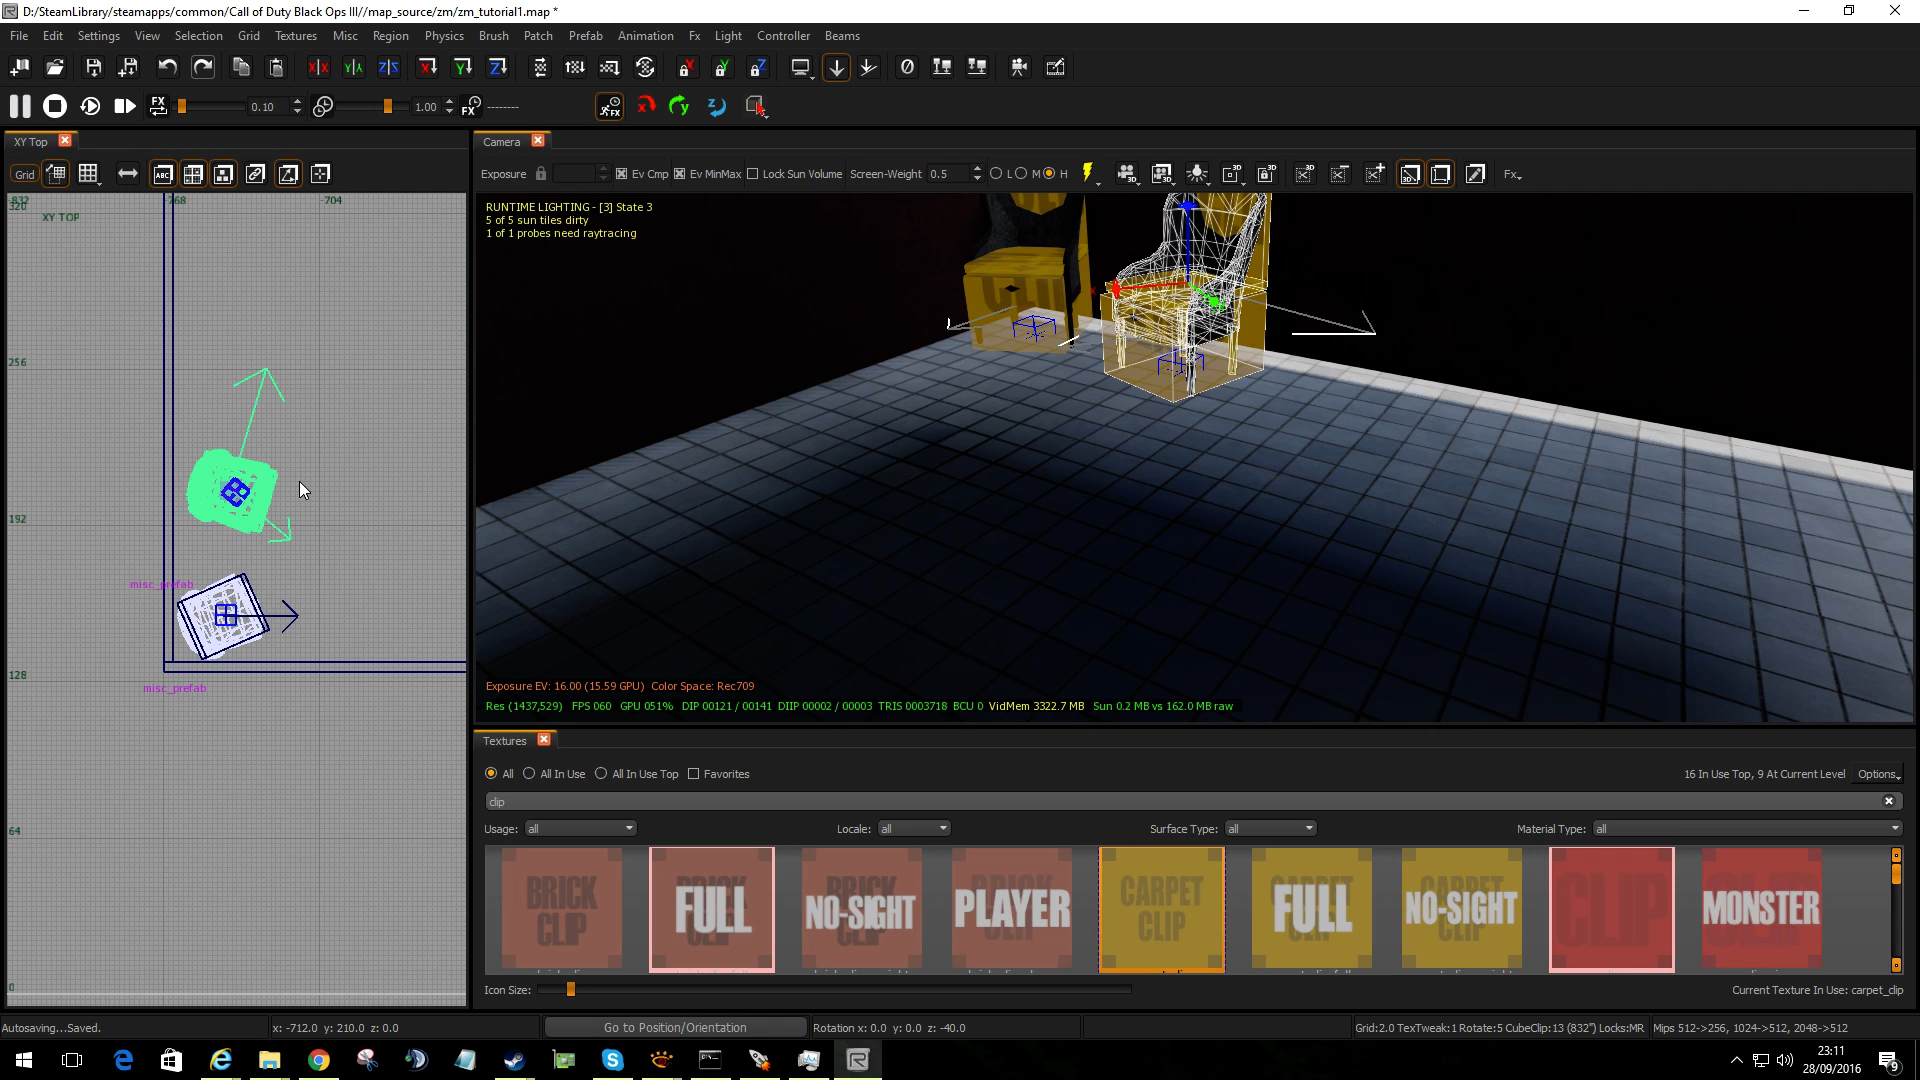 D:/SteamLibrary/steamapps/common/Call of Duty Black Ops III//map_source/zm/zm_tutorial1.map *
File Edit Settings View Selection Grid Textures Misc Region Physics Brush Patch Prefab Animation Fx Light Controller Beams
FX 0.10 1.00 FX --------
XY Top
Camera
Grid
Exposure Ev Cmp Ev MinMax Lock Sun Volume Screen-Weight 0.5 L M H Fx
320 -832 -768 -704
XY TOP
RUNTIME LIGHTING - [3] State 3
5 of 5 sun tiles dirty
1 of 1 probes need raytracing
256
192
misc_prefab
128
misc_prefab
64
0
Exposure EV: 16.00 (15.59 GPU) Color Space: Rec709
Res (1437,529) FPS 060 GPU 051% DIP 00121 / 00141 DIIP 00002 / 00003 TRIS 0003718 BCU 0 VidMem 3322.7 MB Sun 0.2 MB vs 162.0 MB raw
Textures
All All In Use All In Use Top Favorites 16 In Use Top, 9 At Current Level Options
clip
Usage: all Locale: all Surface Type: all Material Type: all
BRICK CLIP FULL NO-SIGHT PLAYER CARPET CLIP FULL NO-SIGHT CLIP MONSTER
Icon Size: Current Texture In Use: carpet_clip
Autosaving...Saved. x: -712.0 y: 210.0 z: 0.0 Go to Position/Orientation Rotation x: 0.0 y: 0.0 z: -40.0 Grid:2.0 TexTweak:1 Rotate:5 CubeClip:13 (832") Locks:MR Mips 512->256, 1024->512, 2048->512
23:11
28/09/2016
9